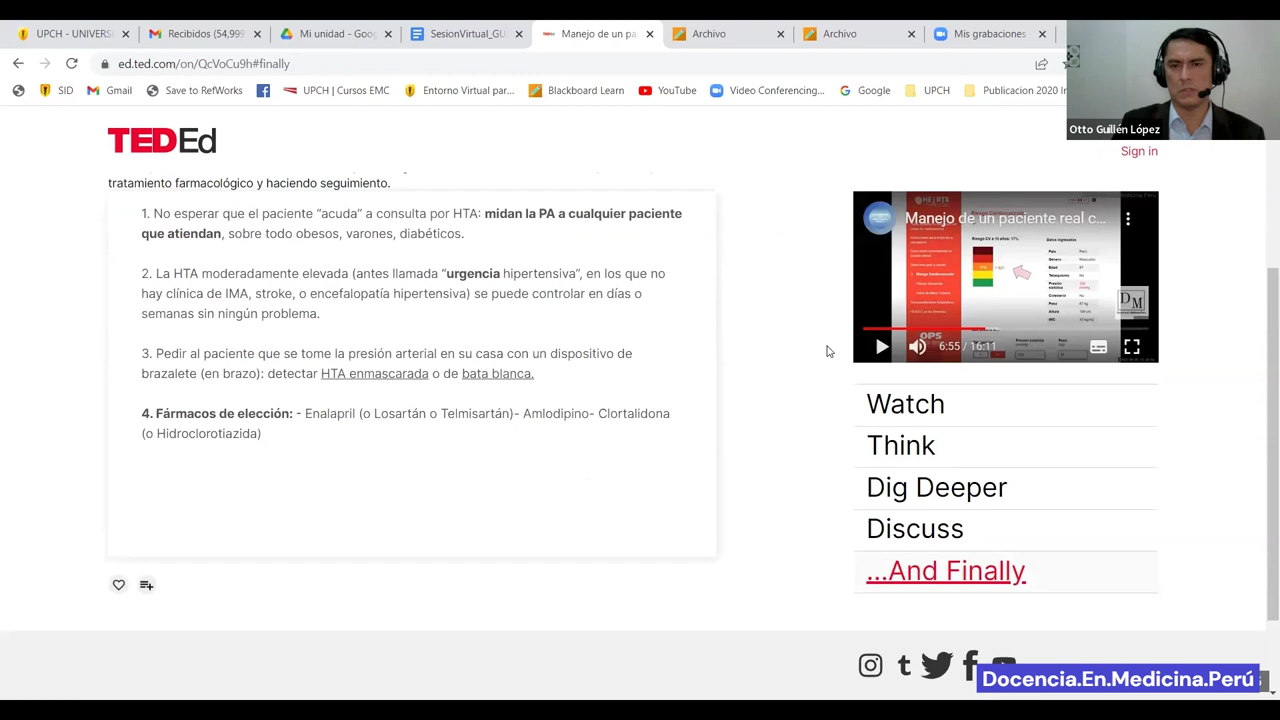 UPCH - UNIVERS
Recibidos (54,999
Mi unidad - Goog
SesionVirtual_GU
Manejo de un pa
Archivo
Archivo
Mis grabaciones
ed.ted.com/on/QcVoCu9h#finally
SID
Gmail
Save to RefWorks
UPCH | Cursos EMC
Entorno Virtual par...
Blackboard Learn
YouTube
Video Conferencing...
Google
UPCH
Publicacion 2020 In
Otto Guillén López
TEDEd
Sign in
tratamiento farmacológico y haciendo seguimiento.
1. No esperar que el paciente “acuda” a consulta por HTA: midan la PA a cualquier paciente
que atiendan, sobre todo obesos, varones, diabéticos.
2. La HTA moderadamente elevada (antes llamada “urgencia hipertensiva”, en los que no
hay clínica de IMA, stroke, o encefalopatía hipertensiva) se puede controlar en días o
semanas sin ningún problema.
3. Pedir al paciente que se tome la presión arterial en su casa con un dispositivo de
brazalete (en brazo): detectar HTA enmascarada o de bata blanca.
4. Fármacos de elección: - Enalapril (o Losartán o Telmisartán)- Amlodipino- Clortalidona
(o Hidroclorotiazida)
HEARTS
Manejo de un paciente real c...
DM
OPS
6:55 / 16:11
Watch
Think
Dig Deeper
Discuss
...And Finally
Docencia.En.Medicina.Perú